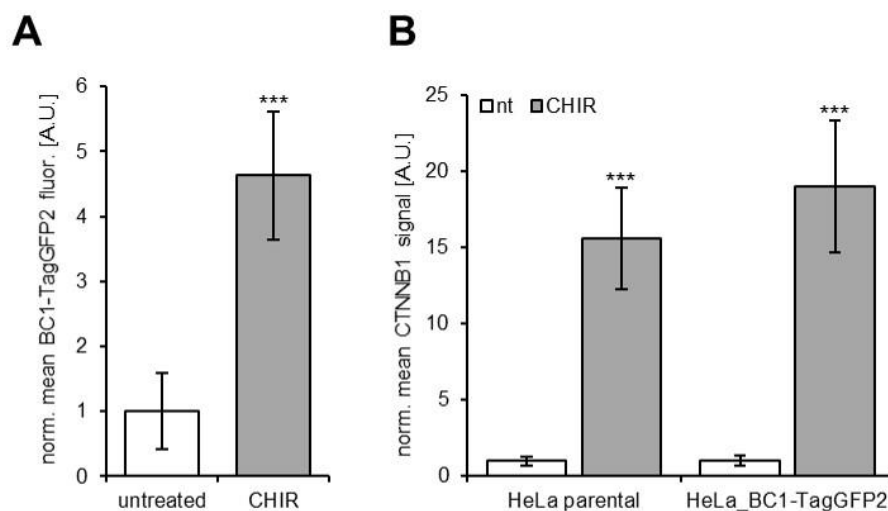 A
norm. mean BC1-TagGFP2 fluor. [A.U.]
6
5
4
3
2
1
0
***
untreated
CHIR
B
norm. mean CTNNB1 signal [A.U.]
nt
CHIR
25
20
15
10
5
0
***
***
HeLa parental
HeLa_BC1-TagGFP2